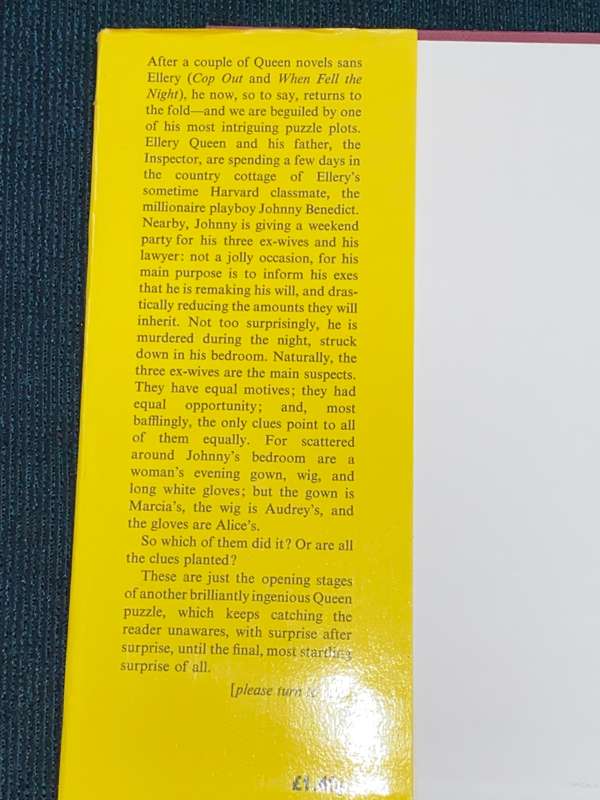 After a couple of Queen novels sans
Ellery (Cop Out and When Fell the
Night), he now, so to say, returns to
the fold—and we are beguiled by one
of his most intriguing puzzle plots.
Ellery Queen and his father, the
Inspector, are spending a few days in
the country cottage of Ellery's
sometime Harvard classmate, the
millionaire playboy Johnny Benedict.
Nearby, Johnny is giving a weekend
party for his three ex-wives and his
lawyer: not a jolly occasion, for his
main purpose is to inform his exes
that he is remaking his will, and dras-
tically reducing the amounts they will
inherit. Not too surprisingly, he is
murdered during the night, struck
down in his bedroom. Naturally, the
three ex-wives are the main suspects.
They have equal motives; they had
equal opportunity; and, most
bafflingly, the only clues point to all
of them equally. For scattered
around Johnny's bedroom are a
woman's evening gown, wig, and
long white gloves; but the gown is
Marcia's, the wig is Audrey's, and
the gloves are Alice's.
So which of them did it? Or are all
the clues planted?
These are just the opening stages
of another brilliantly ingenious Queen
puzzle, which keeps catching the
reader unawares, with surprise after
surprise, until the final, most startling
surprise of all.
[please turn